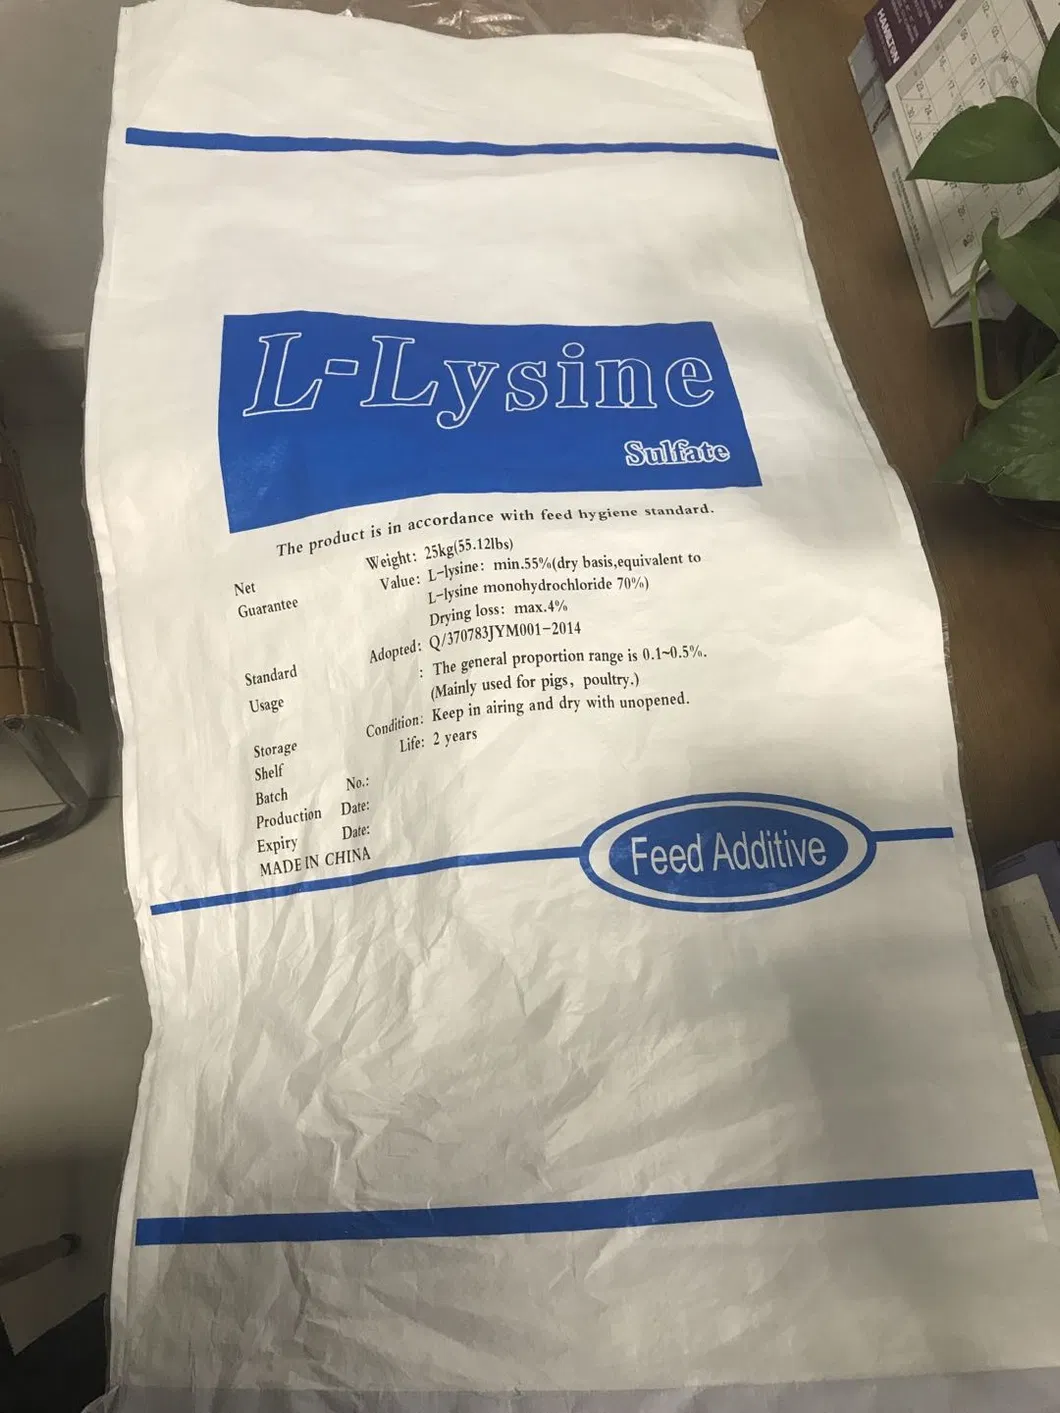 HAMILTON
L-Lysine
Sulfate
The product is in accordance with feed hygiene standard.
Net Weight: 25kg(55.12lbs)
Guarantee Value: L-lysine: min.55%(dry basis,equivalent to
L-lysine monohydrochloride 70%)
Drying loss: max.4%
Standard Adopted: Q/370783JYM001-2014
Usage : The general proportion range is 0.1~0.5%.
(Mainly used for pigs, poultry.)
Storage Condition: Keep in airing and dry with unopened.
Shelf Life: 2 years
Batch No.:
Production Date:
Expiry Date:
MADE IN CHINA
Feed Additive